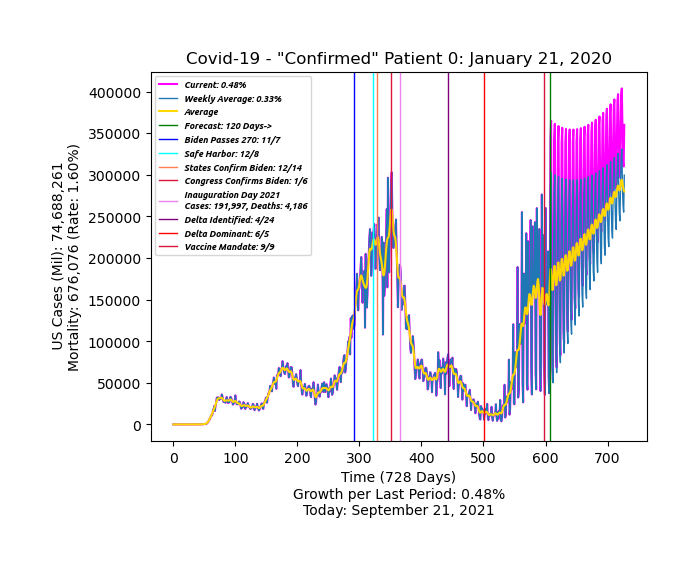 Covid-19 - "Confirmed" Patient 0: January 21, 2020
US Cases (Mil): 74,688,261
Mortality: 676,076 (Rate: 1.60%)
400000
350000
300000
250000
200000
150000
100000
50000
0
Current: 0.48%
Weekly Average: 0.33%
Average
Forecast: 120 Days->
Biden Passes 270: 11/7
Safe Harbor: 12/8
States Confirm Biden: 12/14
Congress Confirms Biden: 1/6
Inauguration Day 2021
Cases: 191,997, Deaths: 4,186
Delta Identified: 4/24
Delta Dominant: 6/5
Vaccine Mandate: 9/9
0 100 200 300 400 500 600 700
Time (728 Days)
Growth per Last Period: 0.48%
Today: September 21, 2021